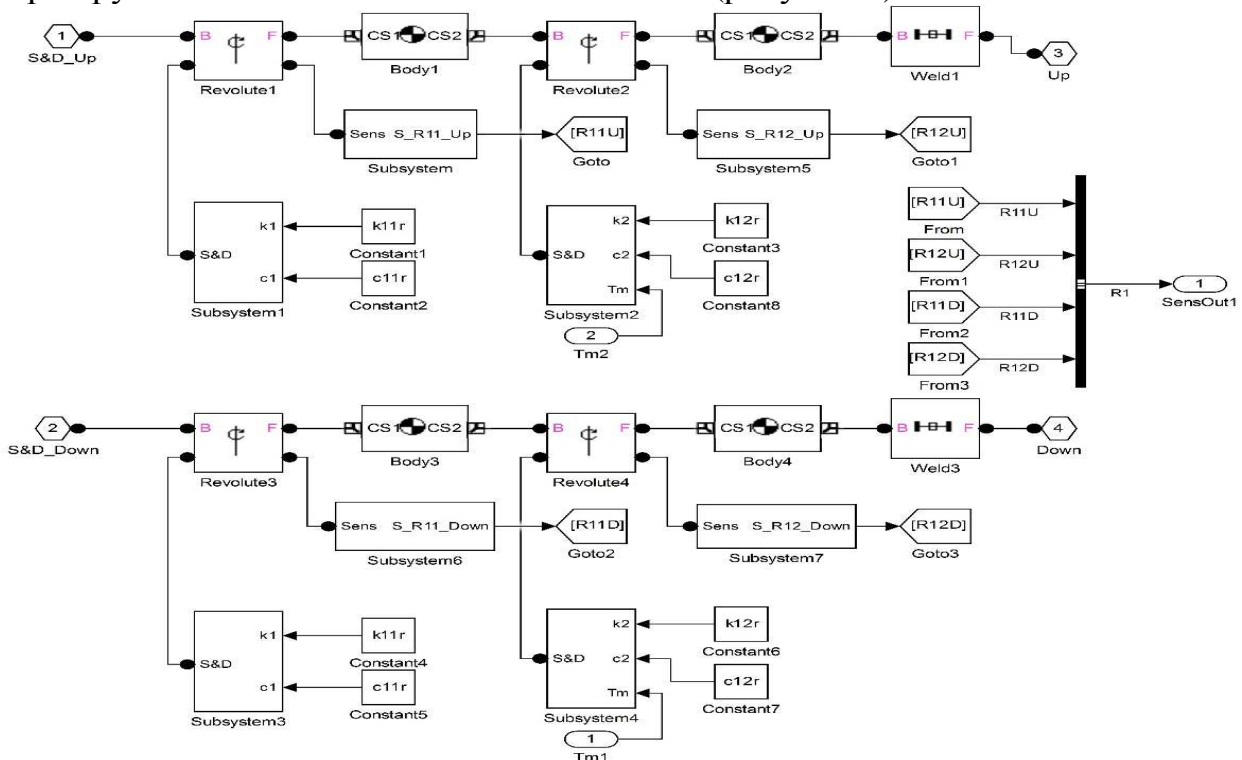 1
S&D_Up
B F
Revolute1
CS1 CS2
Body1
B F
Revolute2
CS1 CS2
Body2
B F
Weld1
3
Up
Sens S_R11_Up
Subsystem
[R11U]
Goto
Sens S_R12_Up
Subsystem5
[R12U]
Goto1
k1
S&D
c1
Subsystem1
k11r
Constant1
c11r
Constant2
k2
S&D
c2
Tm
Subsystem2
2
Tm2
k12r
Constant3
c12r
Constant8
[R11U]
From
R11U
[R12U]
From1
R12U
[R11D]
From2
R11D
[R12D]
From3
R12D
R1
1
SensOut1
2
S&D_Down
B F
Revolute3
CS1 CS2
Body3
B F
Revolute4
CS1 CS2
Body4
B F
Weld3
4
Down
Sens S_R11_Down
Subsystem6
[R11D]
Goto2
Sens S_R12_Down
Subsystem7
[R12D]
Goto3
k1
S&D
c1
Subsystem3
k11r
Constant4
c11r
Constant5
k2
S&D
c2
Tm
Subsystem4
1
Tm1
k12r
Constant6
c12r
Constant7